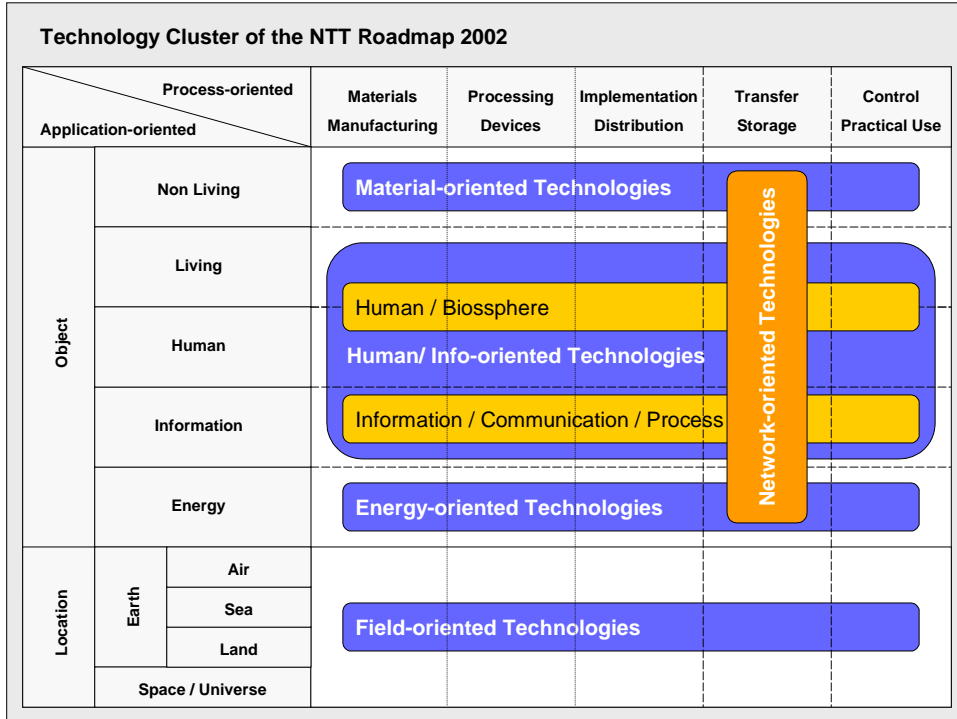 Technology Cluster of the NTT Roadmap 2002
Process-oriented
Application-oriented
Materials
Manufacturing
Processing
Devices
Implementation
Distribution
Transfer
Storage
Control
Practical Use
Object
Non Living
Material-oriented Technologies
Living
Human / Biossphere
Human
Human/ Info-oriented Technologies
Information
Information / Communication / Process
Energy
Energy-oriented Technologies
Network-oriented Technologies
Location
Earth
Air
Sea
Land
Field-oriented Technologies
Space / Universe